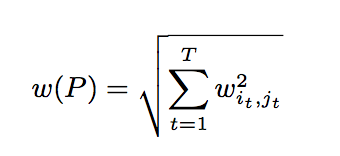 w(P) = \sqrt{\sum_{t=1}^{T} w_{i_t,j_t}^2}